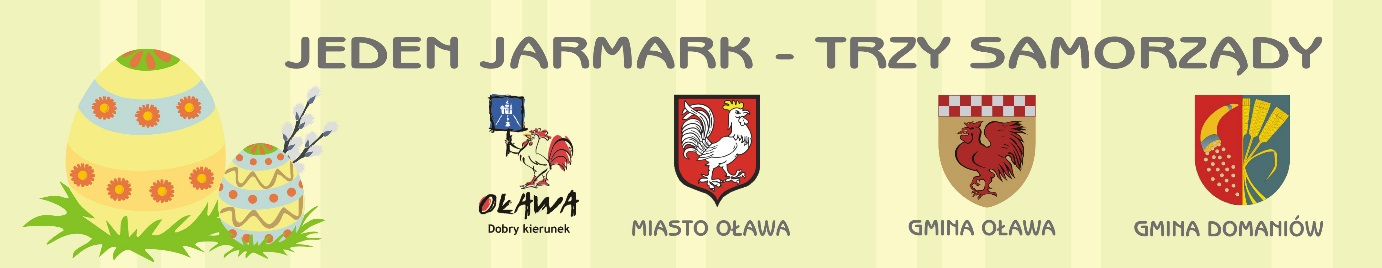 JEDEN JARMARK - TRZY SAMORZĄDY
OŁAWA
Dobry kierunek
MIASTO OŁAWA
GMINA OŁAWA
GMINA DOMANIÓW